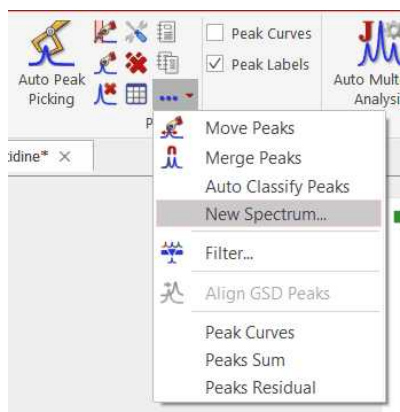 Peak Curves
Auto Peak
Picking
Peak Labels
Auto Mult
Analysi
P
tidine* ×
Move Peaks
Merge Peaks
Auto Classify Peaks
New Spectrum...
Filter...
Align GSD Peaks
Peak Curves
Peaks Sum
Peaks Residual